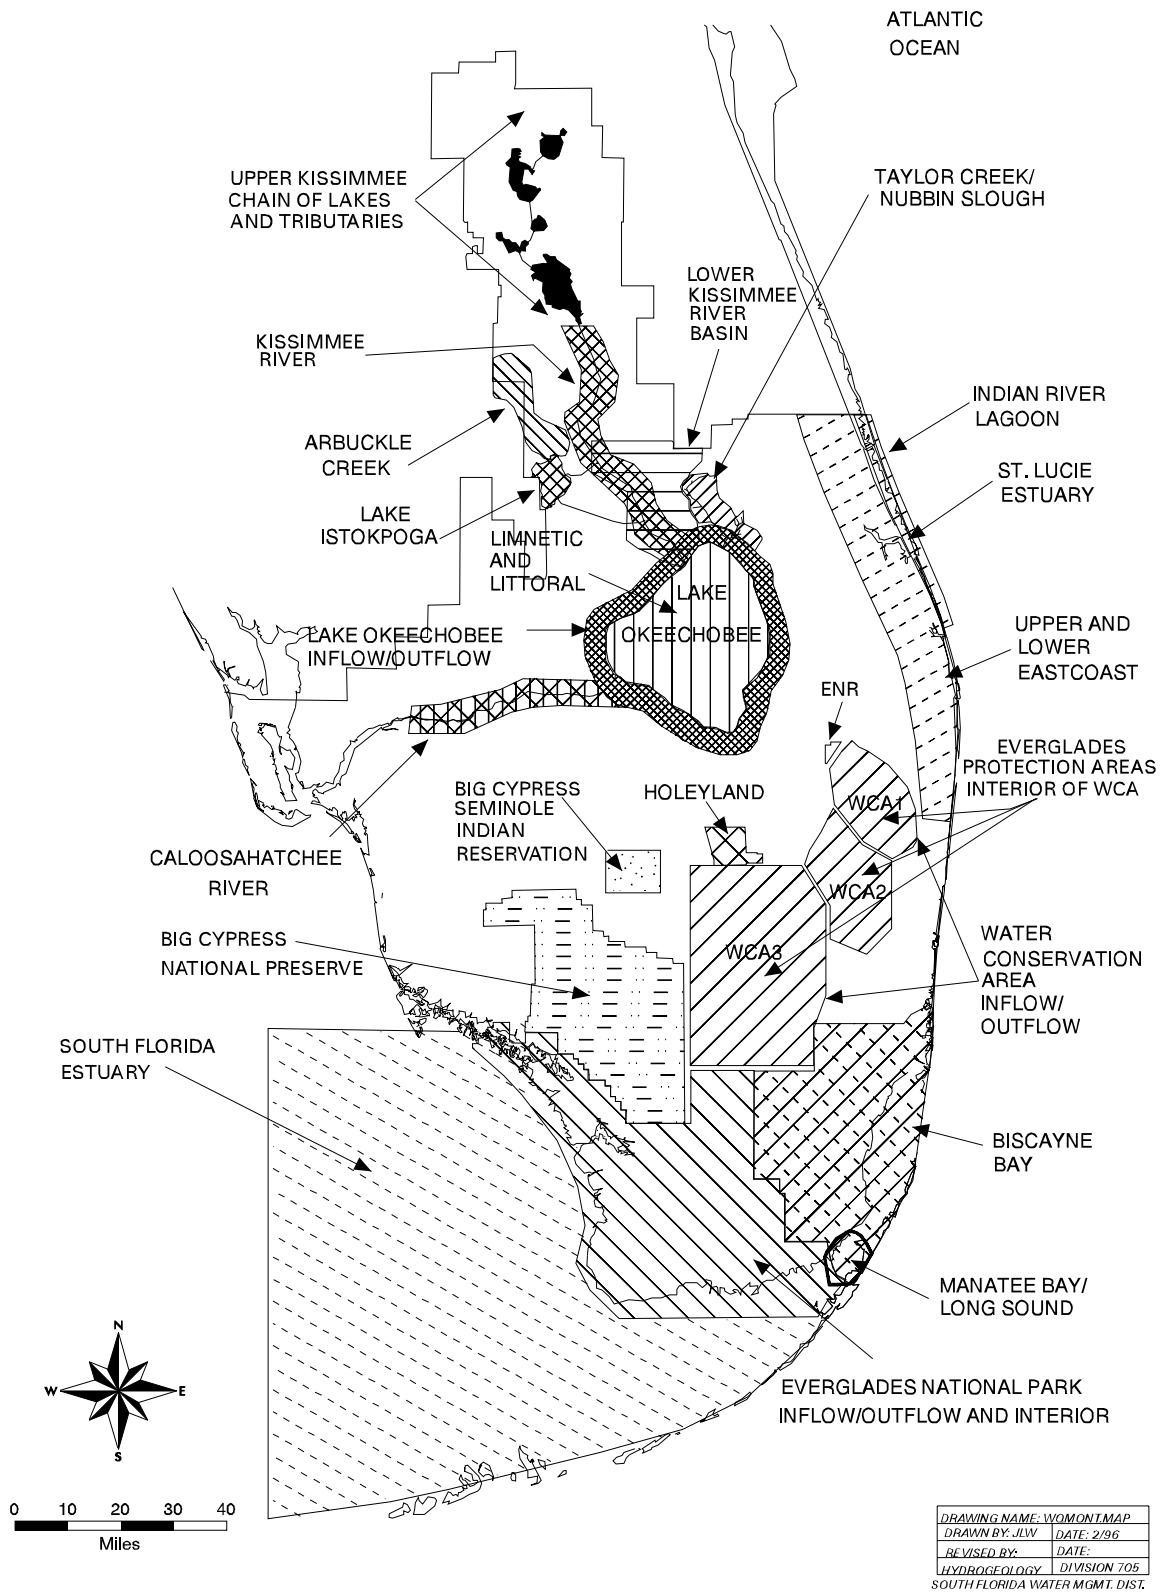 ATLANTIC
OCEAN
UPPER KISSIMMEE
CHAIN OF LAKES
AND TRIBUTARIES
TAYLOR CREEK/
NUBBIN SLOUGH
LOWER
KISSIMMEE
RIVER
BASIN
KISSIMMEE
RIVER
INDIAN RIVER
LAGOON
ARBUCKLE
CREEK
ST. LUCIE
ESTUARY
LAKE
ISTOKPOGA
LIMNETIC
AND
LITTORAL
LAKE
OKEECHOBEE
LAKE OKEECHOBEE
INFLOW/OUTFLOW
UPPER AND
LOWER
EASTCOAST
ENR
EVERGLADES
PROTECTION AREAS
INTERIOR OF WCA
BIG CYPRESS
SEMINOLE
INDIAN
RESERVATION
HOLEYLAND
WCA1
CALOOSAHATCHEE
RIVER
WCA2
BIG CYPRESS
NATIONAL PRESERVE
WCA3
WATER
CONSERVATION
AREA
INFLOW/
OUTFLOW
SOUTH FLORIDA
ESTUARY
BISCAYNE
BAY
MANATEE BAY/
LONG SOUND
EVERGLADES NATIONAL PARK
INFLOW/OUTFLOW AND INTERIOR
N
W E
S
0 10 20 30 40
Miles
DRAWING NAME: WQMONT.MAP
DRAWN BY: JLW DATE: 2/96
REVISED BY: DATE:
HYDROGEOLOGY DIVISION 705
SOUTH FLORIDA WATER MGMT. DIST.